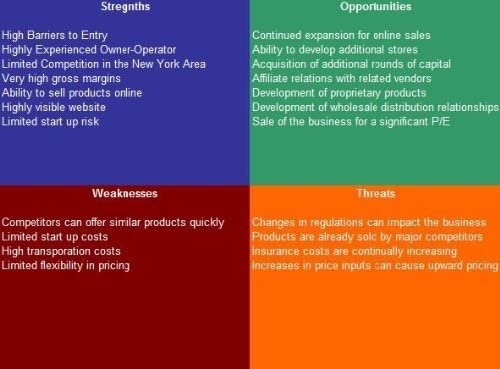 Stregnths
High Barriers to Entry
Highly Experienced Owner-Operator
Limited Competition in the New York Area
Very high gross margins
Ability to sell products online
Highly visible website
Limited start up risk
Opportunities
Continued expansion for online sales
Ability to develop additional stores
Acquisition of additional rounds of capital
Affiliate relations with related vendors
Development of proprietary products
Development of wholesale distribution relationships
Sale of the business for a significant P/E
Weaknesses
Competitors can offer similar products quickly
Limited start up costs
High transporation costs
Limited flexibility in pricing
Threats
Changes in regulations can impact the business
Products are already sold by major competitors
Insurance costs are continually increasing
Increases in price inputs can cause upward pricing